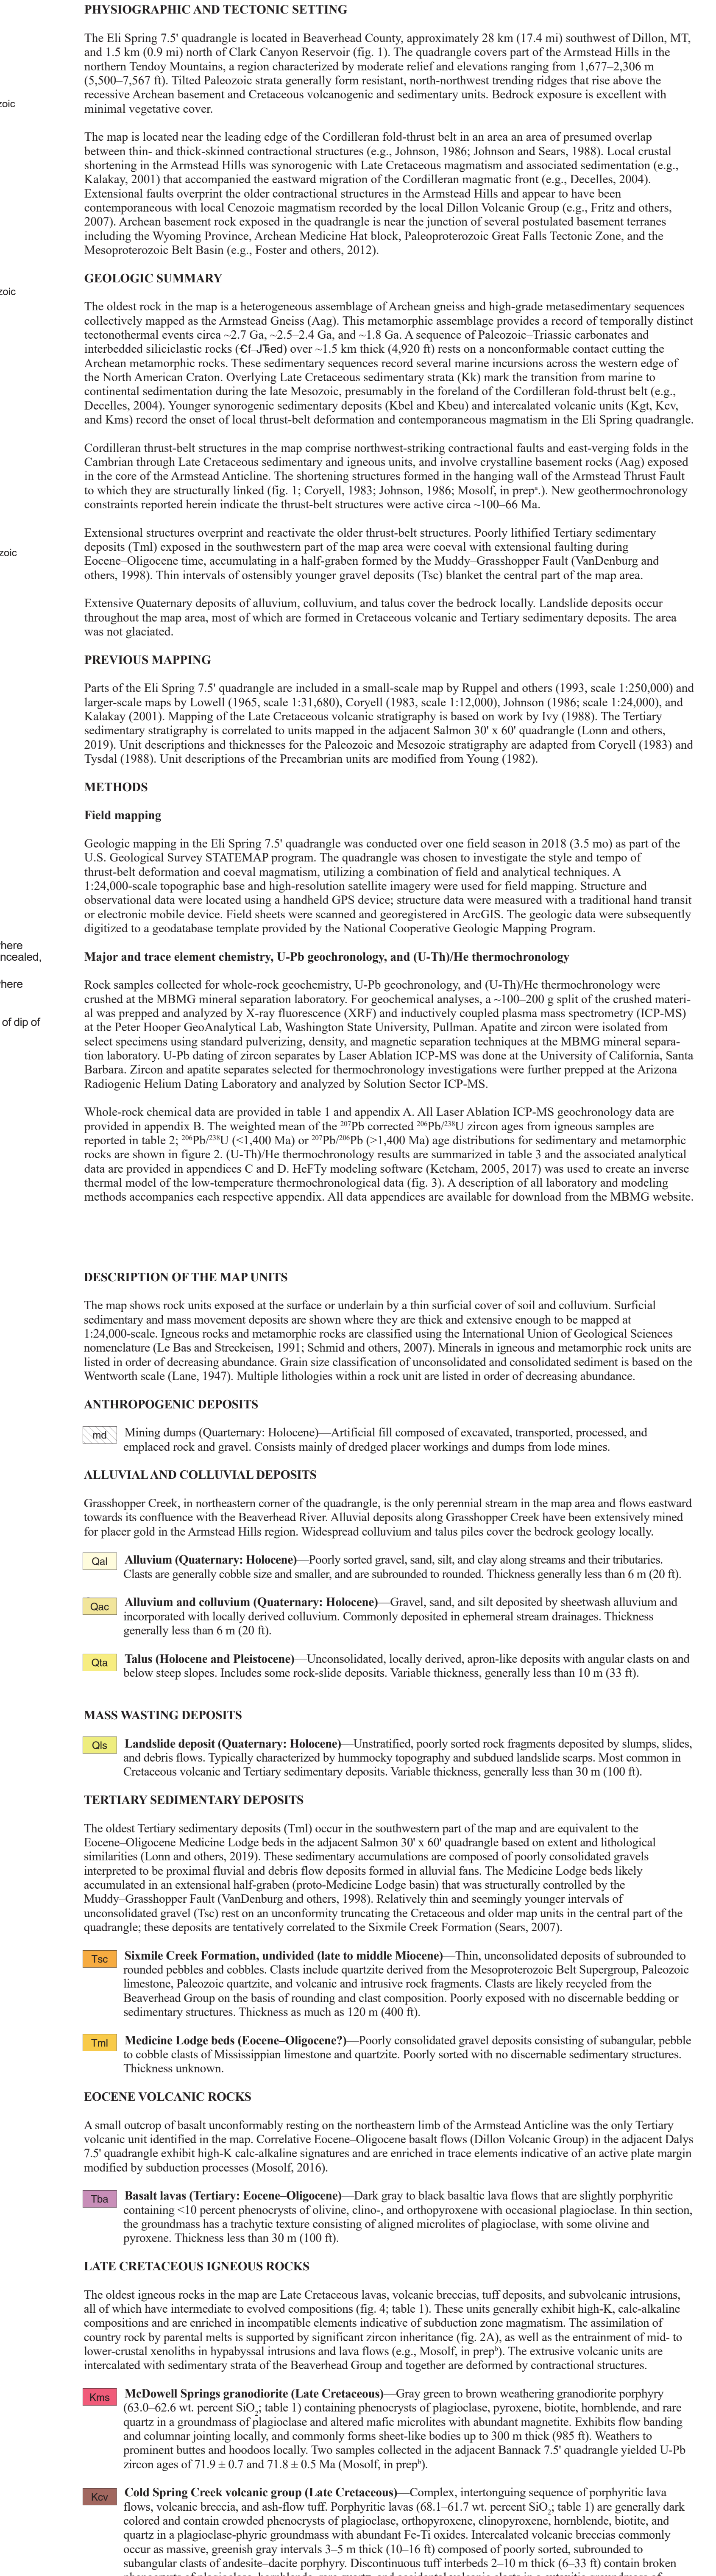 PHYSIOGRAPHIC AND TECTONIC SETTING
The Eli Spring 7.5' quadrangle is located in Beaverhead County, approximately 28 km (17.4 mi) southwest of Dillon, MT,
and 1.5 km (0.9 mi) north of Clark Canyon Reservoir (fig. 1). The quadrangle covers part of the Armstead Hills in the
northern Tendoy Mountains, a region characterized by moderate relief and elevations ranging from 1,677–2,306 m
(5,500–7,567 ft). Tilted Paleozoic strata generally form resistant, north-northwest trending ridges that rise above the
recessive Archean basement and Cretaceous volcanogenic and sedimentary units. Bedrock exposure is excellent with
minimal vegetative cover.
The map is located near the leading edge of the Cordilleran fold-thrust belt in an area an area of presumed overlap
between thin- and thick-skinned contractional structures (e.g., Johnson, 1986; Johnson and Sears, 1988). Local crustal
shortening in the Armstead Hills was synorogenic with Late Cretaceous magmatism and associated sedimentation (e.g.,
Kalakay, 2001) that accompanied the eastward migration of the Cordilleran magmatic front (e.g., Decelles, 2004).
Extensional faults overprint the older contractional structures in the Armstead Hills and appear to have been
contemporaneous with local Cenozoic magmatism recorded by the local Dillon Volcanic Group (e.g., Fritz and others,
2007). Archean basement rock exposed in the quadrangle is near the junction of several postulated basement terranes
including the Wyoming Province, Archean Medicine Hat block, Paleoproterozoic Great Falls Tectonic Zone, and the
Mesoproterozoic Belt Basin (e.g., Foster and others, 2012).
GEOLOGIC SUMMARY
The oldest rock in the map is a heterogeneous assemblage of Archean gneiss and high-grade metasedimentary sequences
collectively mapped as the Armstead Gneiss (Aag). This metamorphic assemblage provides a record of temporally distinct
tectonothermal events circa ~2.7 Ga, ~2.5–2.4 Ga, and ~1.8 Ga. A sequence of Paleozoic–Triassic carbonates and
interbedded siliciclastic rocks (Ꞓf–JTred) over ~1.5 km thick (4,920 ft) rests on a nonconformable contact cutting the
Archean metamorphic rocks. These sedimentary sequences record several marine incursions across the western edge of
the North American Craton. Overlying Late Cretaceous sedimentary strata (Kk) mark the transition from marine to
continental sedimentation during the late Mesozoic, presumably in the foreland of the Cordilleran fold-thrust belt (e.g.,
Decelles, 2004). Younger synorogenic sedimentary deposits (Kbel and Kbeu) and intercalated volcanic units (Kgt, Kcv,
and Kms) record the onset of local thrust-belt deformation and contemporaneous magmatism in the Eli Spring quadrangle.
Cordilleran thrust-belt structures in the map comprise northwest-striking contractional faults and east-verging folds in the
Cambrian through Late Cretaceous sedimentary and igneous units, and involve crystalline basement rocks (Aag) exposed
in the core of the Armstead Anticline. The shortening structures formed in the hanging wall of the Armstead Thrust Fault
to which they are structurally linked (fig. 1; Coryell, 1983; Johnson, 1986; Mosolf, in prepᵃ.). New geothermochronology
constraints reported herein indicate the thrust-belt structures were active circa ~100–66 Ma.
Extensional structures overprint and reactivate the older thrust-belt structures. Poorly lithified Tertiary sedimentary
deposits (Tml) exposed in the southwestern part of the map area were coeval with extensional faulting during
Eocene–Oligocene time, accumulating in a half-graben formed by the Muddy–Grasshopper Fault (VanDenburg and
others, 1998). Thin intervals of ostensibly younger gravel deposits (Tsc) blanket the central part of the map area.
Extensive Quaternary deposits of alluvium, colluvium, and talus cover the bedrock locally. Landslide deposits occur
throughout the map area, most of which are formed in Cretaceous volcanic and Tertiary sedimentary deposits. The area
was not glaciated.
PREVIOUS MAPPING
Parts of the Eli Spring 7.5' quadrangle are included in a small-scale map by Ruppel and others (1993, scale 1:250,000) and
larger-scale maps by Lowell (1965, scale 1:31,680), Coryell (1983, scale 1:12,000), Johnson (1986; scale 1:24,000), and
Kalakay (2001). Mapping of the Late Cretaceous volcanic stratigraphy is based on work by Ivy (1988). The Tertiary
sedimentary stratigraphy is correlated to units mapped in the adjacent Salmon 30' x 60' quadrangle (Lonn and others,
2019). Unit descriptions and thicknesses for the Paleozoic and Mesozoic stratigraphy are adapted from Coryell (1983) and
Tysdal (1988). Unit descriptions of the Precambrian units are modified from Young (1982).
METHODS
Field mapping
Geologic mapping in the Eli Spring 7.5' quadrangle was conducted over one field season in 2018 (3.5 mo) as part of the
U.S. Geological Survey STATEMAP program. The quadrangle was chosen to investigate the style and tempo of
thrust-belt deformation and coeval magmatism, utilizing a combination of field and analytical techniques. A
1:24,000-scale topographic base and high-resolution satellite imagery were used for field mapping. Structure and
observational data were located using a handheld GPS device; structure data were measured with a traditional hand transit
or electronic mobile device. Field sheets were scanned and georegistered in ArcGIS. The geologic data were subsequently
digitized to a geodatabase template provided by the National Cooperative Geologic Mapping Program.
Major and trace element chemistry, U-Pb geochronology, and (U-Th)/He thermochronology
Rock samples collected for whole-rock geochemistry, U-Pb geochronology, and (U-Th)/He thermochronology were
crushed at the MBMG mineral separation laboratory. For geochemical analyses, a ~100–200 g split of the crushed materi-
al was prepped and analyzed by X-ray fluorescence (XRF) and inductively coupled plasma mass spectrometry (ICP-MS)
at the Peter Hooper GeoAnalytical Lab, Washington State University, Pullman. Apatite and zircon were isolated from
select specimens using standard pulverizing, density, and magnetic separation techniques at the MBMG mineral separa-
tion laboratory. U-Pb dating of zircon separates by Laser Ablation ICP-MS was done at the University of California, Santa
Barbara. Zircon and apatite separates selected for thermochronology investigations were further prepped at the Arizona
Radiogenic Helium Dating Laboratory and analyzed by Solution Sector ICP-MS.
Whole-rock chemical data are provided in table 1 and appendix A. All Laser Ablation ICP-MS geochronology data are
provided in appendix B. The weighted mean of the ²⁰⁷Pb corrected ²⁰⁶Pb/²³⁸U zircon ages from igneous samples are
reported in table 2; ²⁰⁶Pb/²³⁸U (<1,400 Ma) or ²⁰⁷Pb/²⁰⁶Pb (>1,400 Ma) age distributions for sedimentary and metamorphic
rocks are shown in figure 2. (U-Th)/He thermochronology results are summarized in table 3 and the associated analytical
data are provided in appendices C and D. HeFTy modeling software (Ketcham, 2005, 2017) was used to create an inverse
thermal model of the low-temperature thermochronological data (fig. 3). A description of all laboratory and modeling
methods accompanies each respective appendix. All data appendices are available for download from the MBMG website.
DESCRIPTION OF THE MAP UNITS
The map shows rock units exposed at the surface or underlain by a thin surficial cover of soil and colluvium. Surficial
sedimentary and mass movement deposits are shown where they are thick and extensive enough to be mapped at
1:24,000-scale. Igneous rocks and metamorphic rocks are classified using the International Union of Geological Sciences
nomenclature (Le Bas and Streckeisen, 1991; Schmid and others, 2007). Minerals in igneous and metamorphic rock units are
listed in order of decreasing abundance. Grain size classification of unconsolidated and consolidated sediment is based on the
Wentworth scale (Lane, 1947). Multiple lithologies within a rock unit are listed in order of decreasing abundance.
ANTHROPOGENIC DEPOSITS
md Mining dumps (Quarternary: Holocene)—Artificial fill composed of excavated, transported, processed, and
emplaced rock and gravel. Consists mainly of dredged placer workings and dumps from lode mines.
ALLUVIAL AND COLLUVIAL DEPOSITS
Grasshopper Creek, in northeastern corner of the quadrangle, is the only perennial stream in the map area and flows eastward
towards its confluence with the Beaverhead River. Alluvial deposits along Grasshopper Creek have been extensively mined
for placer gold in the Armstead Hills region. Widespread colluvium and talus piles cover the bedrock geology locally.
Qal Alluvium (Quaternary: Holocene)—Poorly sorted gravel, sand, silt, and clay along streams and their tributaries.
Clasts are generally cobble size and smaller, and are subrounded to rounded. Thickness generally less than 6 m (20 ft).
Qac Alluvium and colluvium (Quaternary: Holocene)—Gravel, sand, and silt deposited by sheetwash alluvium and
incorporated with locally derived colluvium. Commonly deposited in ephemeral stream drainages. Thickness
generally less than 6 m (20 ft).
Qta Talus (Holocene and Pleistocene)—Unconsolidated, locally derived, apron-like deposits with angular clasts on and
below steep slopes. Includes some rock-slide deposits. Variable thickness, generally less than 10 m (33 ft).
MASS WASTING DEPOSITS
Qls Landslide deposit (Quaternary: Holocene)—Unstratified, poorly sorted rock fragments deposited by slumps, slides,
and debris flows. Typically characterized by hummocky topography and subdued landslide scarps. Most common in
Cretaceous volcanic and Tertiary sedimentary deposits. Variable thickness, generally less than 30 m (100 ft).
TERTIARY SEDIMENTARY DEPOSITS
The oldest Tertiary sedimentary deposits (Tml) occur in the southwestern part of the map and are equivalent to the
Eocene–Oligocene Medicine Lodge beds in the adjacent Salmon 30' x 60' quadrangle based on extent and lithological
similarities (Lonn and others, 2019). These sedimentary accumulations are composed of poorly consolidated gravels
interpreted to be proximal fluvial and debris flow deposits formed in alluvial fans. The Medicine Lodge beds likely
accumulated in an extensional half-graben (proto-Medicine Lodge basin) that was structurally controlled by the
Muddy–Grasshopper Fault (VanDenburg and others, 1998). Relatively thin and seemingly younger intervals of
unconsolidated gravel (Tsc) rest on an unconformity truncating the Cretaceous and older map units in the central part of the
quadrangle; these deposits are tentatively correlated to the Sixmile Creek Formation (Sears, 2007).
Tsc Sixmile Creek Formation, undivided (late to middle Miocene)—Thin, unconsolidated deposits of subrounded to
rounded pebbles and cobbles. Clasts include quartzite derived from the Mesoproterozoic Belt Supergroup, Paleozoic
limestone, Paleozoic quartzite, and volcanic and intrusive rock fragments. Clasts are likely recycled from the
Beaverhead Group on the basis of rounding and clast composition. Poorly exposed with no discernable bedding or
sedimentary structures. Thickness as much as 120 m (400 ft).
Tml Medicine Lodge beds (Eocene–Oligocene?)—Poorly consolidated gravel deposits consisting of subangular, pebble
to cobble clasts of Mississippian limestone and quartzite. Poorly sorted with no discernable sedimentary structures.
Thickness unknown.
EOCENE VOLCANIC ROCKS
A small outcrop of basalt unconformably resting on the northeastern limb of the Armstead Anticline was the only Tertiary
volcanic unit identified in the map. Correlative Eocene–Oligocene basalt flows (Dillon Volcanic Group) in the adjacent Dalys
7.5' quadrangle exhibit high-K calc-alkaline signatures and are enriched in trace elements indicative of an active plate margin
modified by subduction processes (Mosolf, 2016).
Tba Basalt lavas (Tertiary: Eocene–Oligocene)—Dark gray to black basaltic lava flows that are slightly porphyritic
containing <10 percent phenocrysts of olivine, clino-, and orthopyroxene with occasional plagioclase. In thin section,
the groundmass has a trachytic texture consisting of aligned microlites of plagioclase, with some olivine and
pyroxene. Thickness less than 30 m (100 ft).
LATE CRETACEOUS IGNEOUS ROCKS
The oldest igneous rocks in the map are Late Cretaceous lavas, volcanic breccias, tuff deposits, and subvolcanic intrusions,
all of which have intermediate to evolved compositions (fig. 4; table 1). These units generally exhibit high-K, calc-alkaline
compositions and are enriched in incompatible elements indicative of subduction zone magmatism. The assimilation of
country rock by parental melts is supported by significant zircon inheritance (fig. 2A), as well as the entrainment of mid- to
lower-crustal xenoliths in hypabyssal intrusions and lava flows (e.g., Mosolf, in prepᵇ). The extrusive volcanic units are
intercalated with sedimentary strata of the Beaverhead Group and together are deformed by contractional structures.
Kms McDowell Springs granodiorite (Late Cretaceous)—Gray green to brown weathering granodiorite porphyry
(63.0–62.6 wt. percent SiO₂; table 1) containing phenocrysts of plagioclase, pyroxene, biotite, hornblende, and rare
quartz in a groundmass of plagioclase and altered mafic microlites with abundant magnetite. Exhibits flow banding
and columnar jointing locally, and commonly forms sheet-like bodies up to 300 m thick (985 ft). Weathers to
prominent buttes and hoodoos locally. Two samples collected in the adjacent Bannack 7.5' quadrangle yielded U-Pb
zircon ages of 71.9 ± 0.7 and 71.8 ± 0.5 Ma (Mosolf, in prepᵇ).
Kcv Cold Spring Creek volcanic group (Late Cretaceous)—Complex, intertonguing sequence of porphyritic lava
flows, volcanic breccia, and ash-flow tuff. Porphyritic lavas (68.1–61.7 wt. percent SiO₂; table 1) are generally dark
colored and contain crowded phenocrysts of plagioclase, orthopyroxene, clinopyroxene, hornblende, biotite, and
quartz in a plagioclase-phyric groundmass with abundant Fe-Ti oxides. Intercalated volcanic breccias commonly
occur as massive, greenish gray intervals 3–5 m thick (10–16 ft) composed of poorly sorted, subrounded to
subangular clasts of andesite–dacite porphyry. Discontinuous tuff interbeds 2–10 m thick (6–33 ft) contain broken
zoic
zoic
zoic
here
ncealed,
here
of dip of